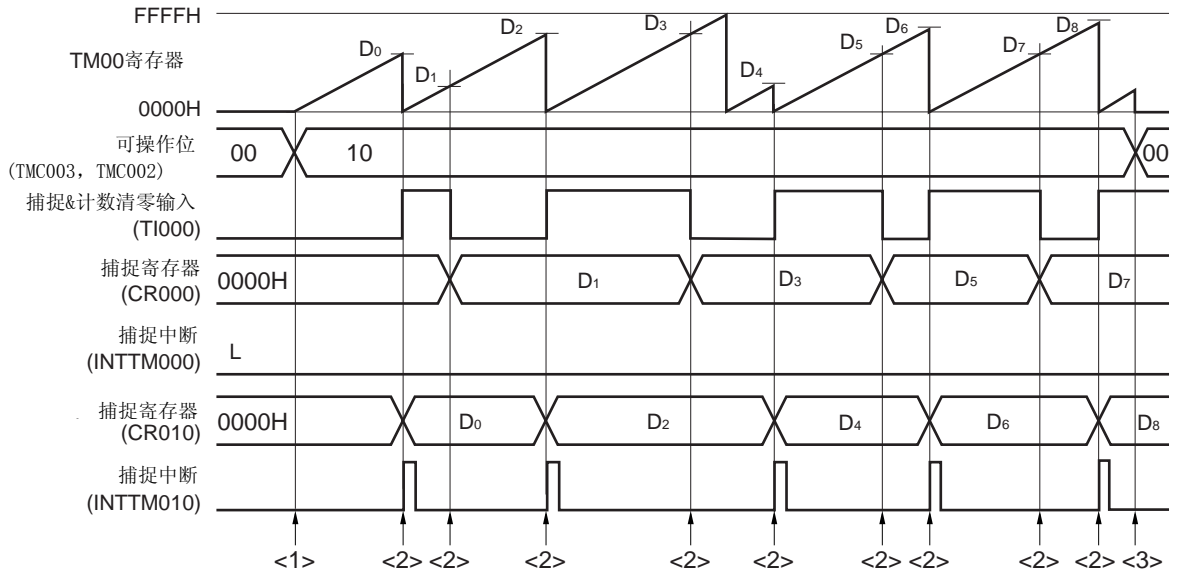 FFFFH
TM00寄存器
0000H
D0
D1
D2
D3
D4
D5
D6
D7
D8
可操作位
(TMC003, TMC002)
00
10
00
捕捉&计数清零输入
(TI000)
捕捉寄存器
(CR000)
0000H
D1
D3
D5
D7
捕捉中断
(INTTM000)
L
捕捉寄存器
(CR010)
0000H
D0
D2
D4
D6
D8
捕捉中断
(INTTM010)
<1> <2> <2> <2> <2> <2> <2> <2> <2> <2> <3>